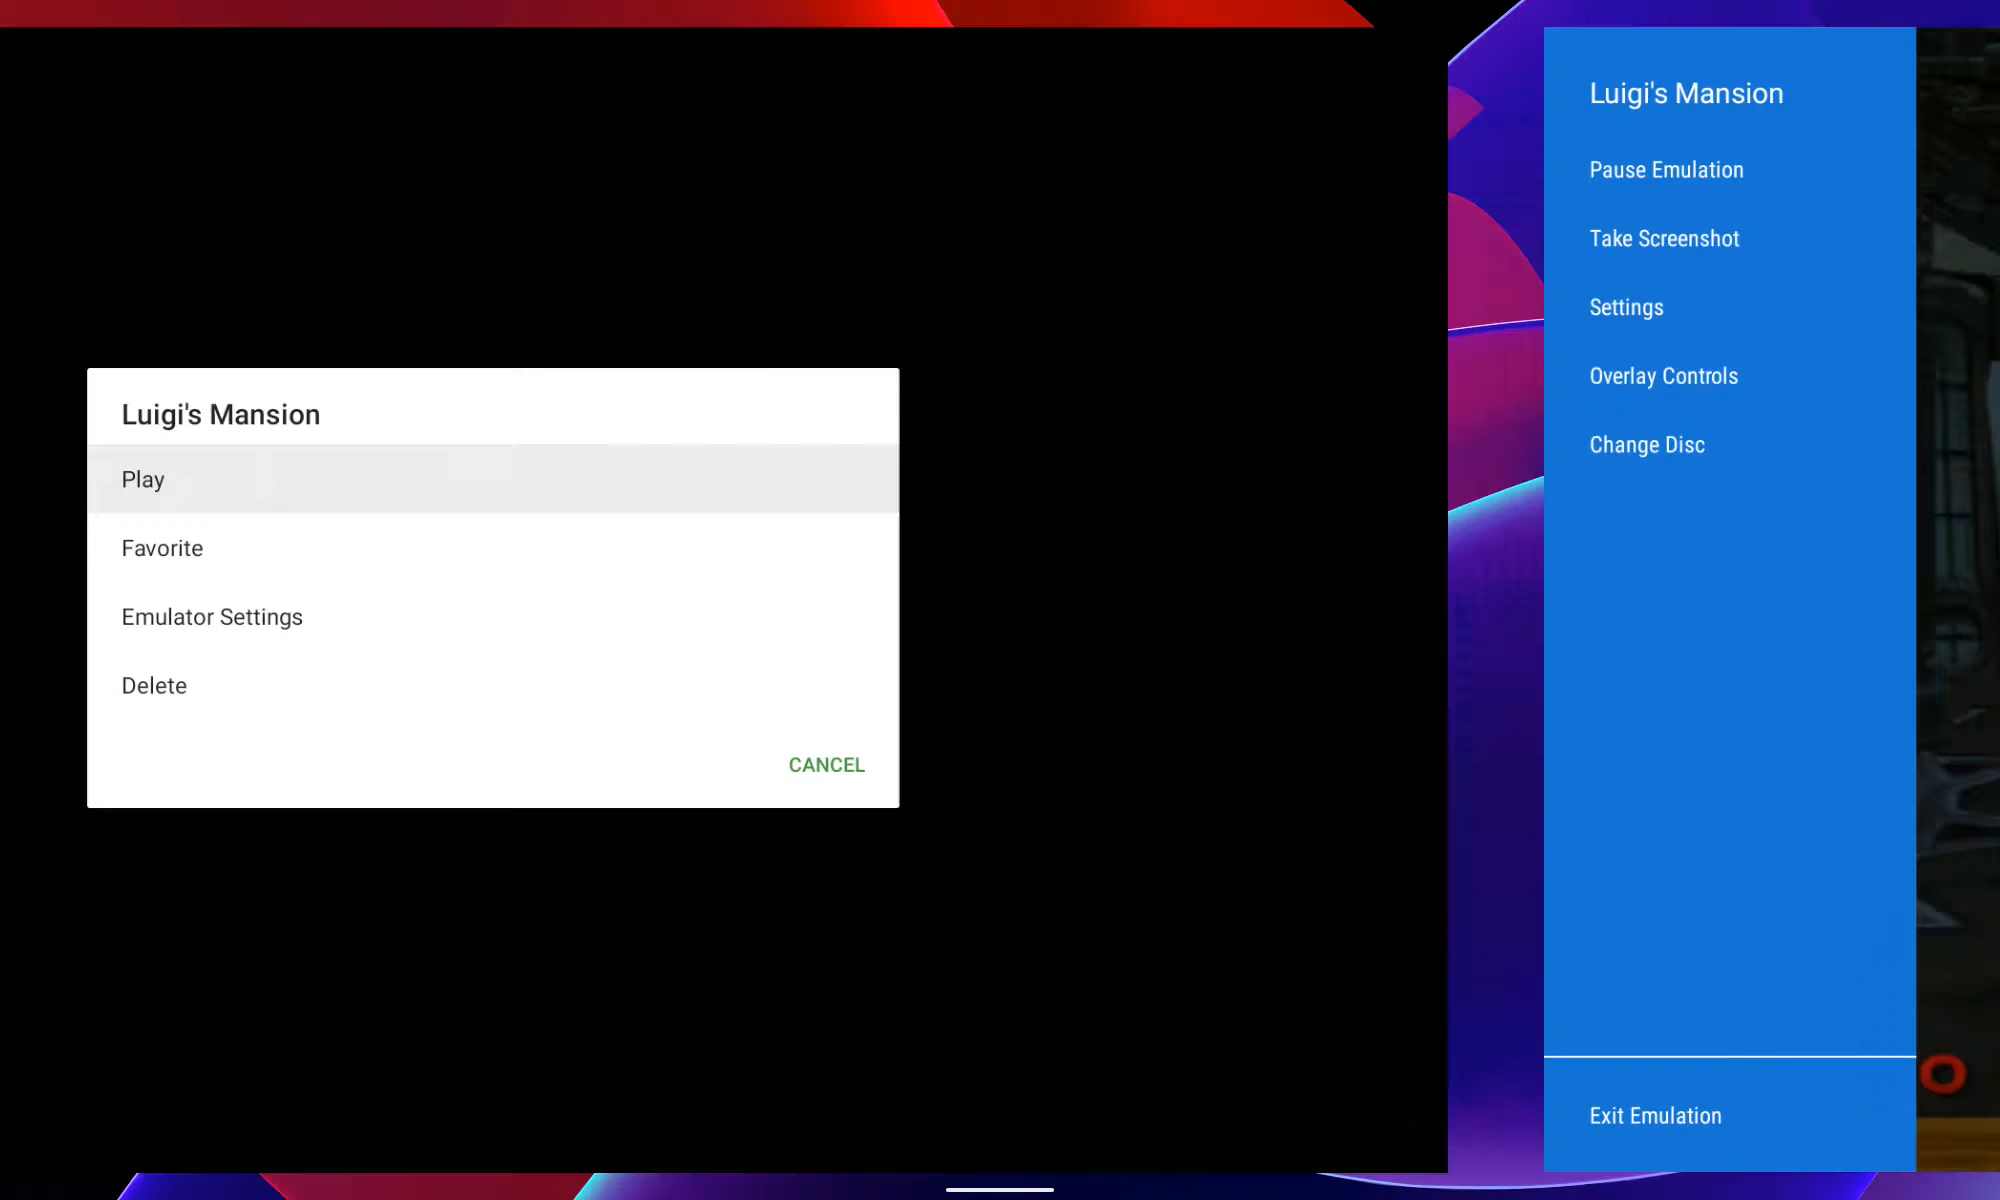 Luigi's Mansion
Play
Favorite
Emulator Settings
Delete
CANCEL
Luigi's Mansion
Pause Emulation
Take Screenshot
Settings
Overlay Controls
Change Disc
Exit Emulation